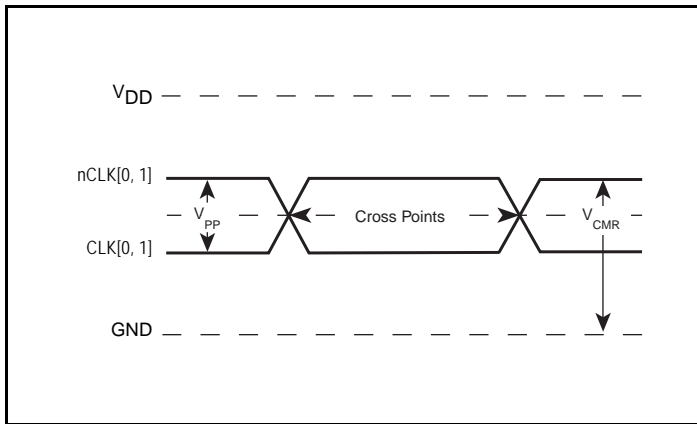 VDD
nCLK[0, 1]
VPP
Cross Points
VCMR
CLK[0, 1]
GND